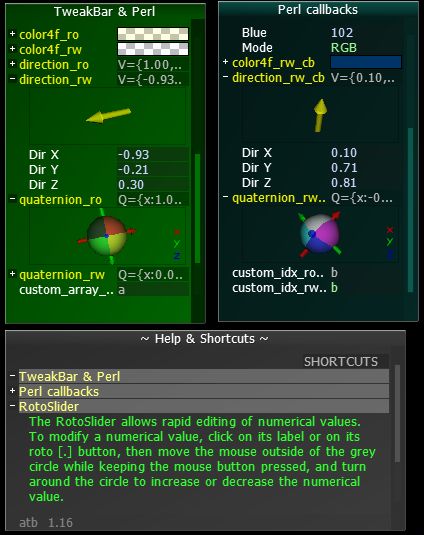 TweakBar & Perl
+ color4f_ro
+ color4f_rw
+ direction_ro V={1.00,..
− direction_rw V={-0.93..
Dir X -0.93
Dir Y -0.21
Dir Z 0.30
− quaternion_ro Q={x:1.0..
x
y
z
+ quaternion_rw Q={x:0.0..
custom_array_.. a
Perl callbacks
Blue 102
Mode RGB
+ color4f_rw_cb
− direction_rw_cb V={0.10,..
Dir X 0.10
Dir Y 0.71
Dir Z 0.81
− quaternion_rw.. Q={x:-0...
x
y
z
custom_idx_ro.. b
custom_idx_rw.. b
~ Help & Shortcuts ~
SHORTCUTS
− TweakBar & Perl
+ Perl callbacks
− RotoSlider
The RotoSlider allows rapid editing of numerical values.
To modify a numerical value, click on its label or on its
roto [.] button, then move the mouse outside of the grey
circle while keeping the mouse button pressed, and turn
around the circle to increase or decrease the numerical
value.
atb 1.16